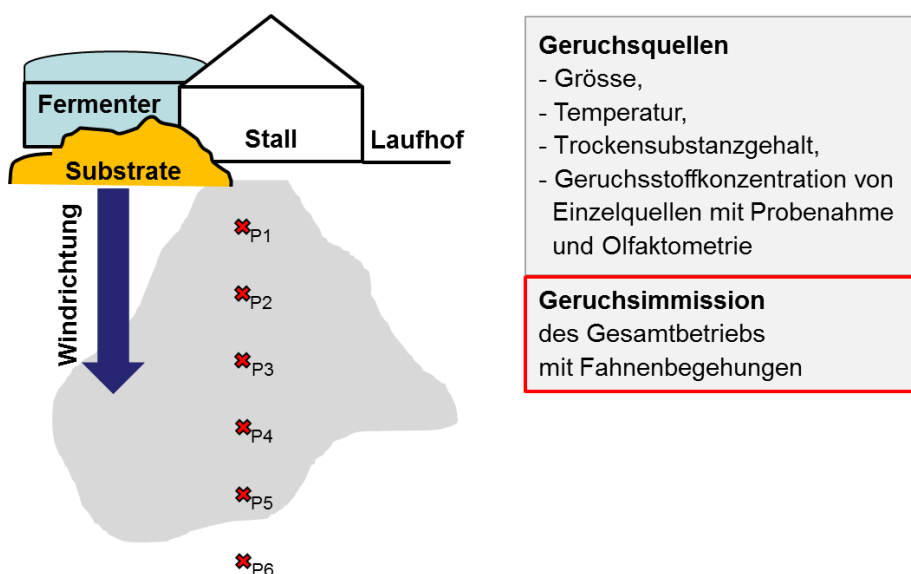 Fermenter
Stall
Laufhof
Substrate
Windrichtung
P1
P2
P3
P4
P5
P6
Geruchsquellen
- Grösse,
- Temperatur,
- Trockensubstanzgehalt,
- Geruchsstoffkonzentration von
Einzelquellen mit Probenahme
und Olfaktometrie
Geruchsimmission
des Gesamtbetriebs
mit Fahnenbegehungen